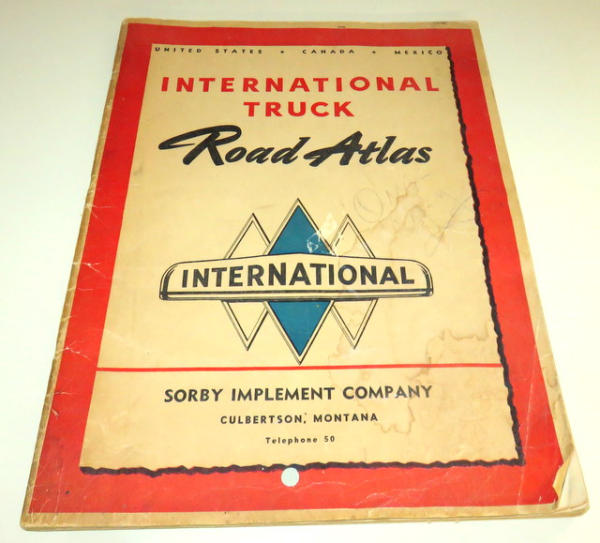 UNITED STATES • CANADA • MEXICO
INTERNATIONAL
TRUCK
Road Atlas
INTERNATIONAL
SORBY IMPLEMENT COMPANY
CULBERTSON, MONTANA
Telephone 50